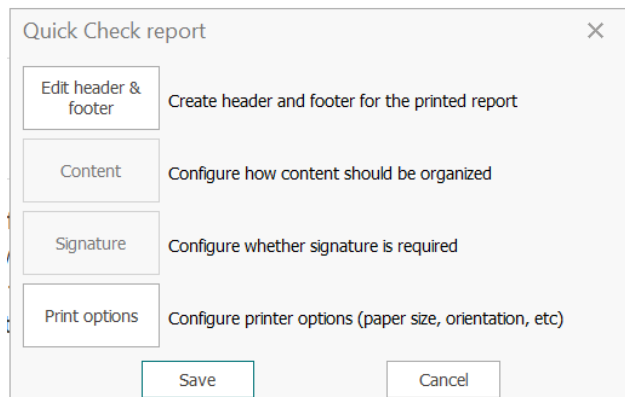 Quick Check report
Edit header &
footer
Create header and footer for the printed report
Content
Configure how content should be organized
Signature
Configure whether signature is required
Print options
Configure printer options (paper size, orientation, etc)
Save
Cancel